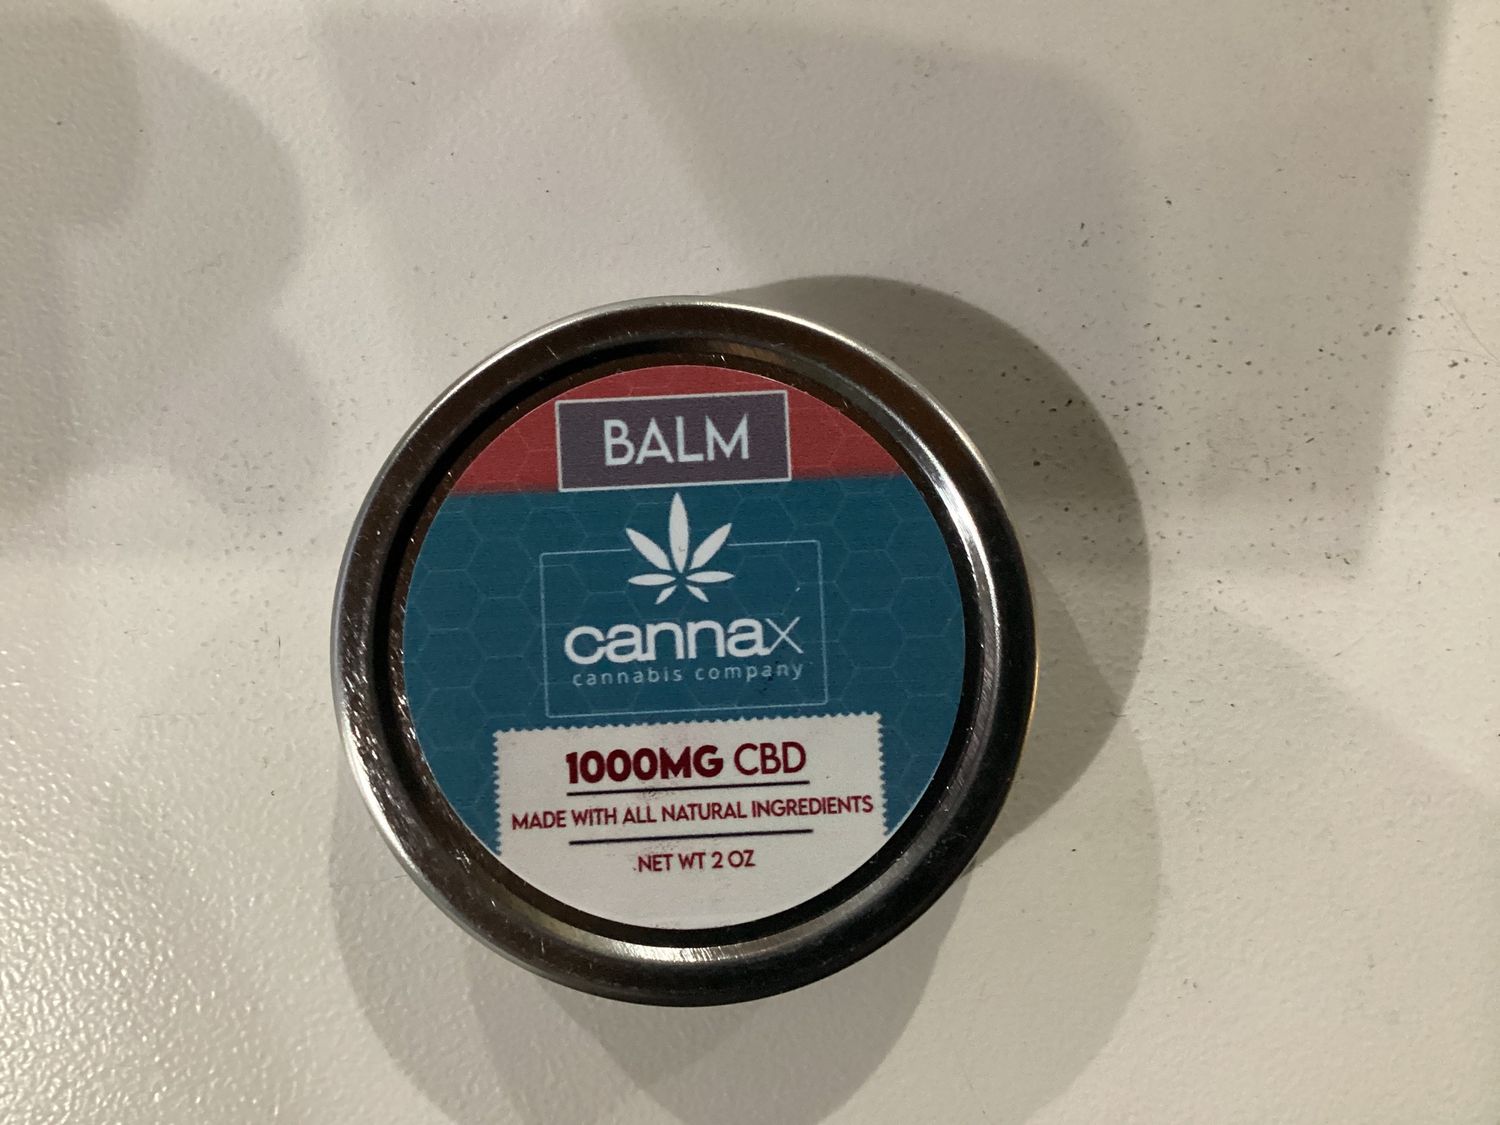 BALM
cannax
cannabis company
1000MG CBD
MADE WITH ALL NATURAL INGREDIENTS
NET WT 2 OZ